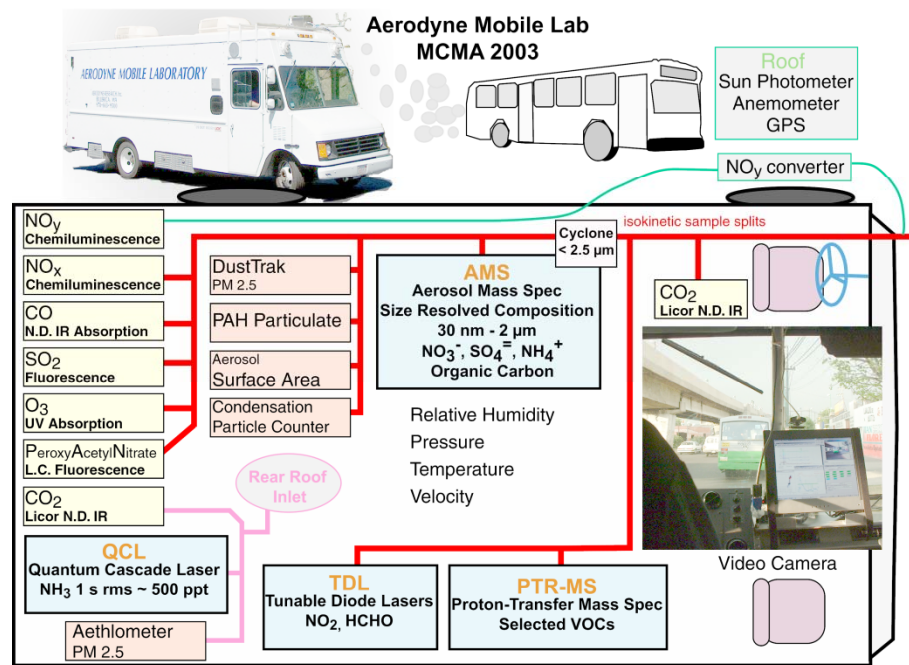 Aerodyne Mobile Lab
MCMA 2003
AERODYNE MOBILE LABORATORY
Roof
Sun Photometer
Anemometer
GPS
NOy converter
isokinetic sample splits
NOy
Chemiluminescence
NOx
Chemiluminescence
CO
N.D. IR Absorption
SO2
Fluorescence
O3
UV Absorption
PeroxyAcetylNitrate
L.C. Fluorescence
CO2
Licor N.D. IR
DustTrak
PM 2.5
PAH Particulate
Aerosol
Surface Area
Condensation
Particle Counter
AMS
Aerosol Mass Spec
Size Resolved Composition
30 nm - 2 µm
NO3-, SO4=, NH4+
Organic Carbon
Cyclone
< 2.5 µm
CO2
Licor N.D. IR
Relative Humidity
Pressure
Temperature
Velocity
Rear Roof
Inlet
QCL
Quantum Cascade Laser
NH3 1 s rms ~ 500 ppt
Aethlometer
PM 2.5
TDL
Tunable Diode Lasers
NO2, HCHO
PTR-MS
Proton-Transfer Mass Spec
Selected VOCs
Video Camera